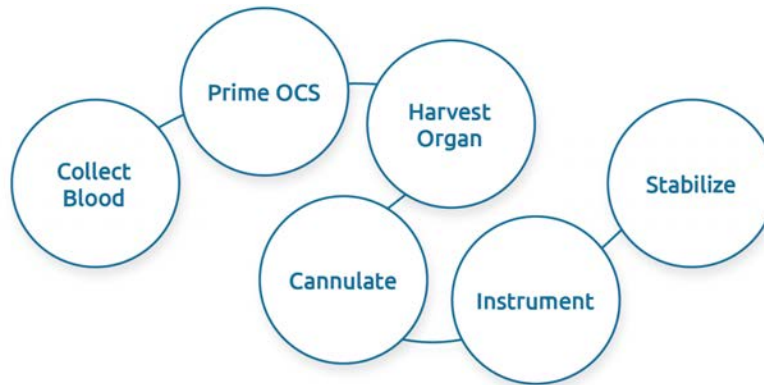 Collect
Blood
Prime OCS
Harvest
Organ
Cannulate
Instrument
Stabilize